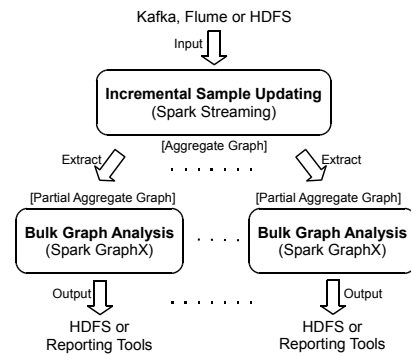 Kafka, Flume or HDFS
Input
Incremental Sample Updating
(Spark Streaming)
[Aggregate Graph]
Extract
Extract
[Partial Aggregate Graph]
[Partial Aggregate Graph]
Bulk Graph Analysis
(Spark GraphX)
Bulk Graph Analysis
(Spark GraphX)
Output
Output
HDFS or
Reporting Tools
HDFS or
Reporting Tools